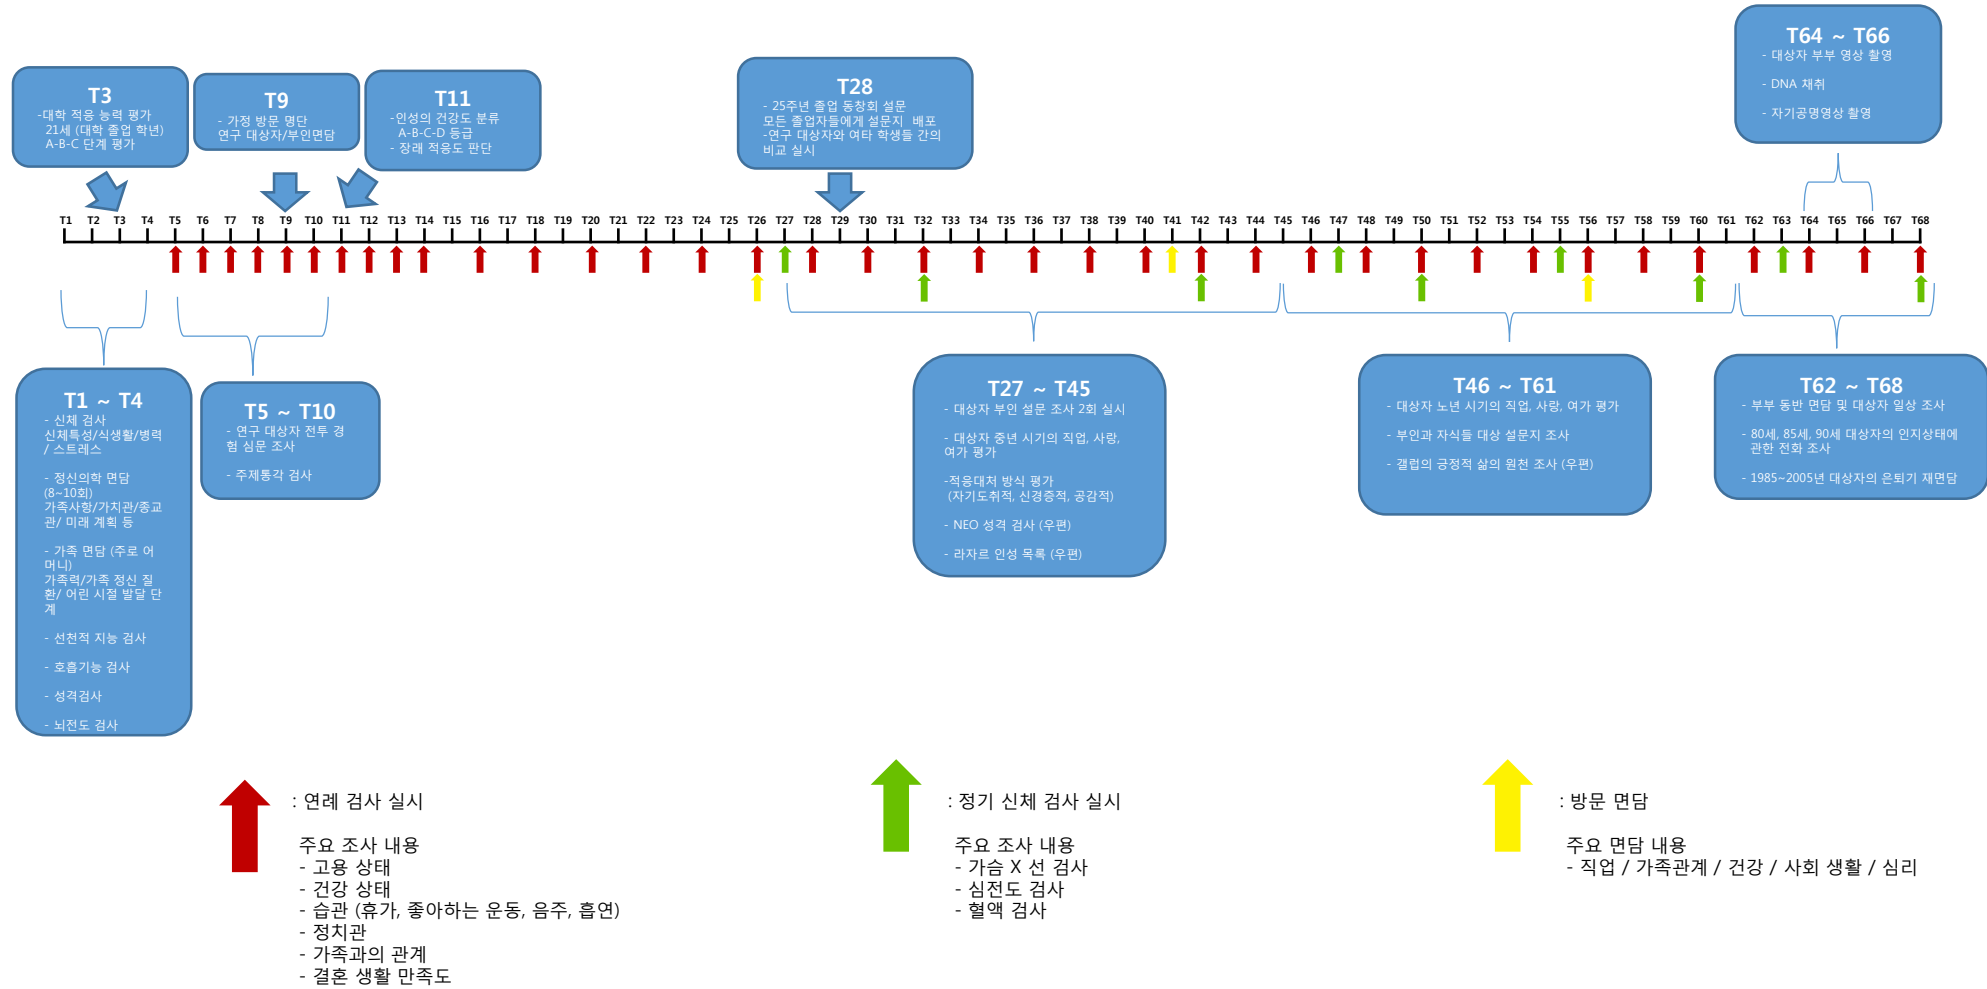 T64 ~ T66
- 대상자 부부 영상 촬영
- DNA 채취
- 자기공명영상 촬영
T3
-대학 적응 능력 평가
21세 (대학 졸업 학년)
A-B-C 단계 평가
T9
- 가정 방문 명단
연구 대상자/부인면담
T11
-인성의 건강도 분류
A-B-C-D 등급
- 장래 적응도 판단
T28
- 25주년 졸업 동창회 설문
모든 졸업자들에게 설문지 배포
-연구 대상자와 여타 학생들 간의
비교 실시
T1 T2 T3 T4 T5 T6 T7 T8 T9 T10 T11 T12 T13 T14 T15 T16 T17 T18 T19 T20 T21 T22 T23 T24 T25 T26 T27 T28 T29 T30 T31 T32 T33 T34 T35 T36 T37 T38 T39 T40 T41 T42 T43 T44 T45 T46 T47 T48 T49 T50 T51 T52 T53 T54 T55 T56 T57 T58 T59 T60 T61 T62 T63 T64 T65 T66 T67 T68
T1 ~ T4
- 신체 검사
신체특성/식생활/병력
/ 스트레스
- 정신의학 면담
(8~10회)
가족사항/가치관/종교
관/ 미래 계획 등
- 가족 면담 (주로 어
머니)
가족력/가족 정신 질
환/ 어린 시절 발달 단
계
- 선천적 지능 검사
- 호흡기능 검사
- 성격검사
- 뇌전도 검사
T5 ~ T10
- 연구 대상자 전투 경
험 심문 조사
- 주제통각 검사
T27 ~ T45
- 대상자 부인 설문 조사 2회 실시
- 대상자 중년 시기의 직업, 사랑,
여가 평가
-적응대처 방식 평가
(자기도취적, 신경증적, 공감적)
- NEO 성격 검사 (우편)
- 라자르 인성 목록 (우편)
T46 ~ T61
- 대상자 노년 시기의 직업, 사랑, 여가 평가
- 부인과 자식들 대상 설문지 조사
- 갤럽의 긍정적 삶의 원천 조사 (우편)
T62 ~ T68
- 부부 동반 면담 및 대상자 일상 조사
- 80세, 85세, 90세 대상자의 인지상태에
관한 전화 조사
- 1985~2005년 대상자의 은퇴기 재면담
: 연례 검사 실시
주요 조사 내용
- 고용 상태
- 건강 상태
- 습관 (휴가, 좋아하는 운동, 음주, 흡연)
- 정치관
- 가족과의 관계
- 결혼 생활 만족도
: 정기 신체 검사 실시
주요 조사 내용
- 가슴 X 선 검사
- 심전도 검사
- 혈액 검사
: 방문 면담
주요 면담 내용
- 직업 / 가족관계 / 건강 / 사회 생활 / 심리